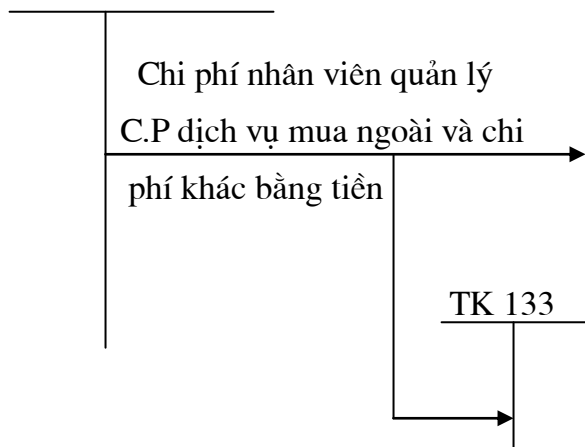 Chi phí nhân viên quản lý
C.P dịch vụ mua ngoài và chi
phí khác bằng tiền
TK 133